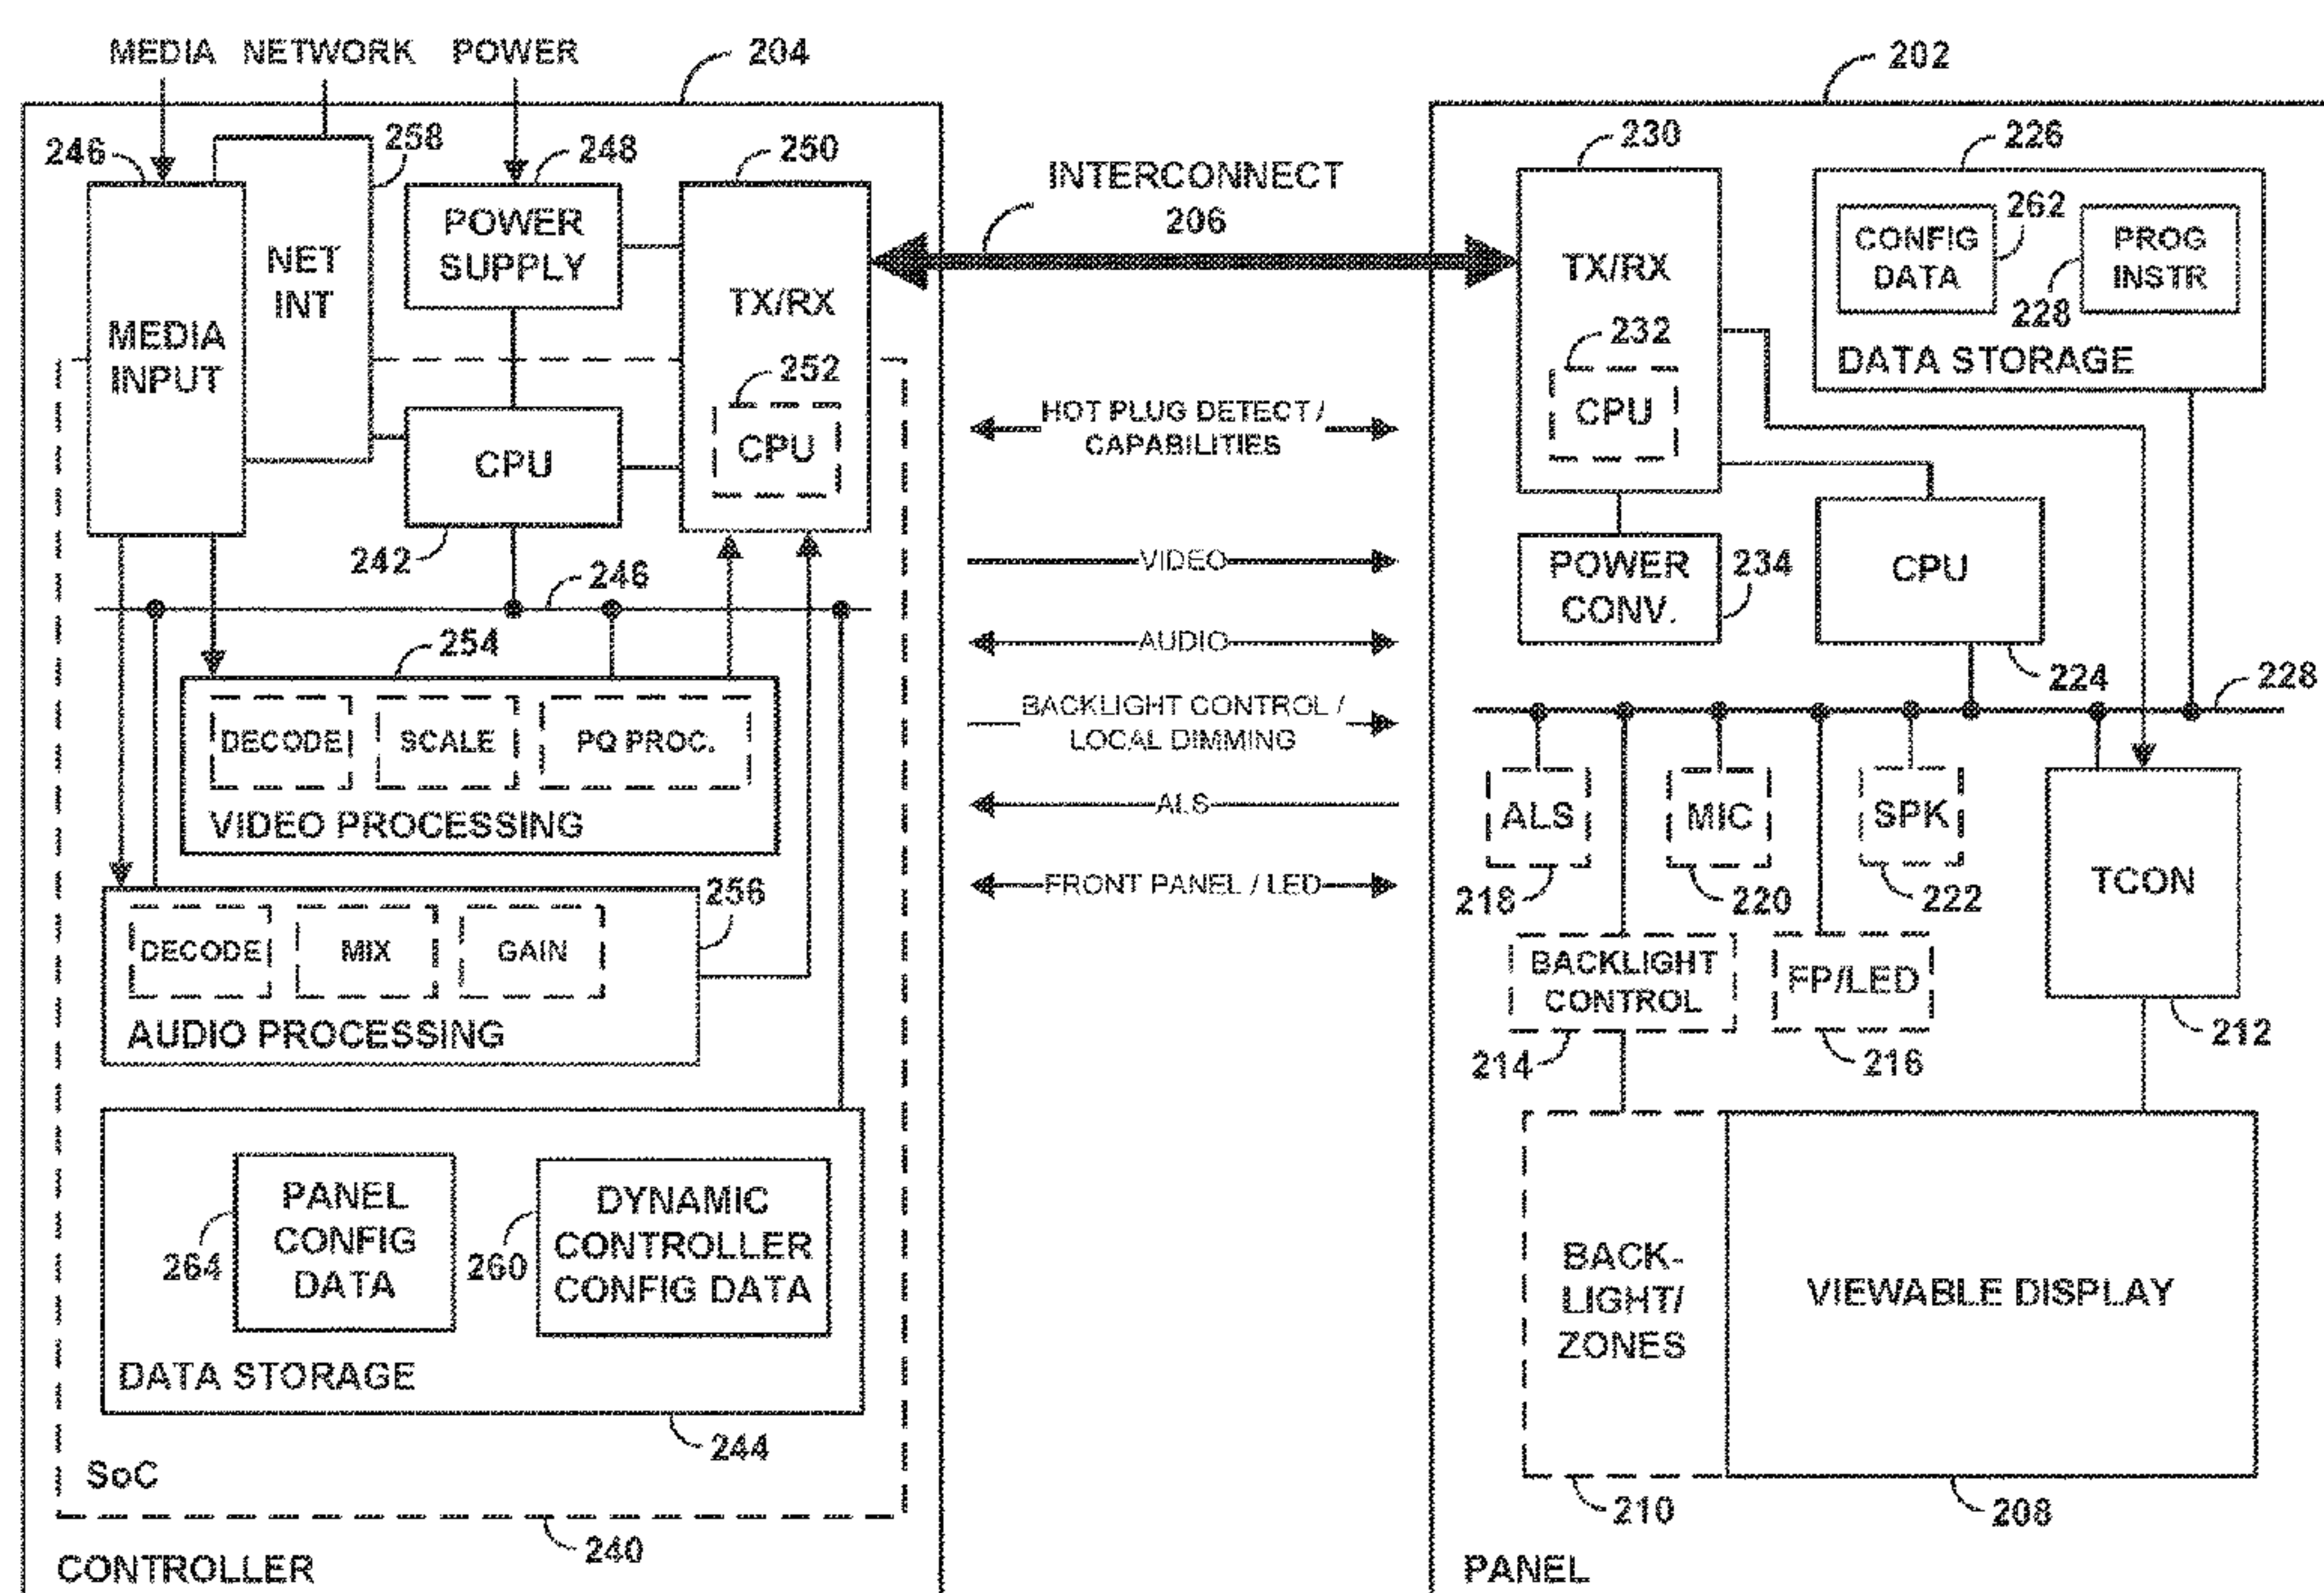 MEDIA NETWORK POWER
204
202
246
258
248
250
INTERCONNECT
206
230
226
MEDIA
INPUT
NET
INT
POWER
SUPPLY
TX/RX
252
CPU
CPU
242
246
254
DECODE SCALE PQ PROC.
VIDEO PROCESSING
256
DECODE MIX GAIN
AUDIO PROCESSING
264
PANEL
CONFIG
DATA
260
DYNAMIC
CONTROLLER
CONFIG DATA
DATA STORAGE
244
SoC
240
CONTROLLER
HOT PLUG DETECT /
CAPABILITIES
VIDEO
AUDIO
BACKLIGHT CONTROL /
LOCAL DIMMING
ALS
FRONT PANEL / LED
TX/RX
232
CPU
CONFIG
DATA
262
PROG
INSTR
228
DATA STORAGE
POWER
CONV.
234
CPU
224
228
ALS
218
MIC
220
SPK
222
TCON
212
BACKLIGHT
CONTROL
214
FP/LED
216
BACK-
LIGHT/
ZONES
210
VIEWABLE DISPLAY
208
PANEL